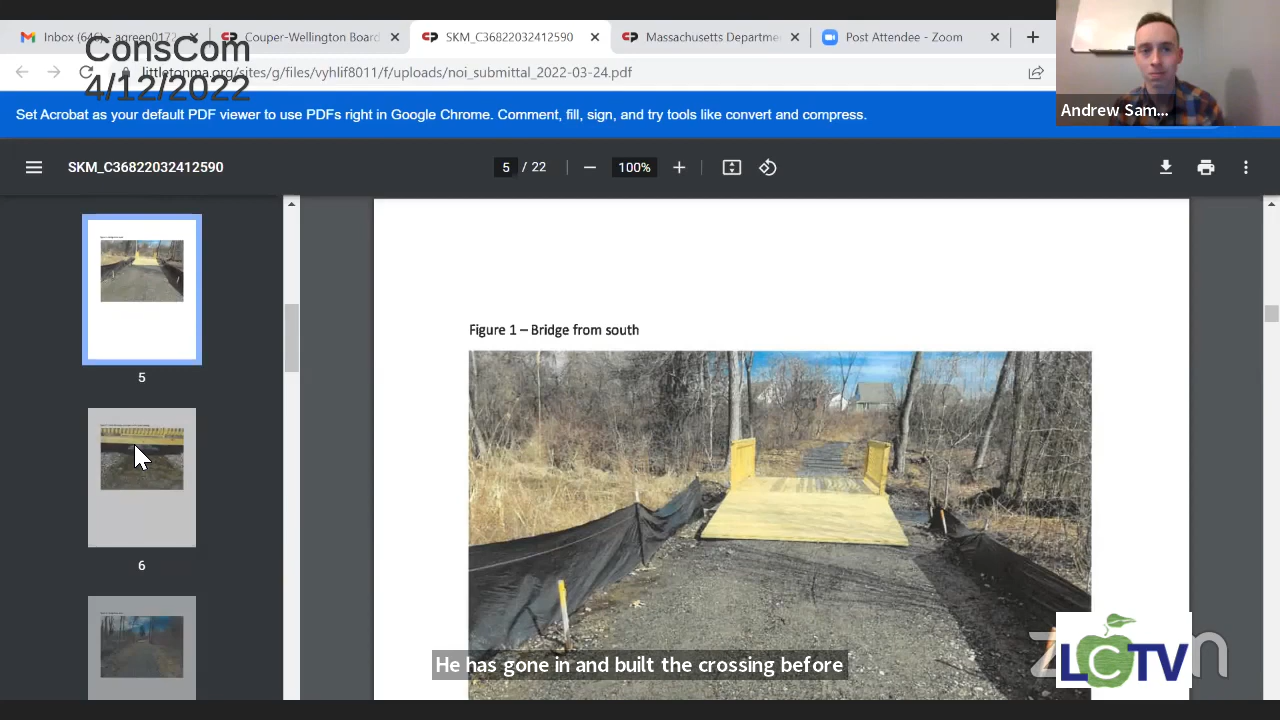 Inbox (646) - agreen0172
Couper-Wellington Board
SKM_C36822032412590
Massachusetts Departme
Post Attendee - Zoom
ConsCom
4/12/2022
littletonma.org/sites/g/files/vyhlif8011/f/uploads/noi_submittal_2022-03-24.pdf
Set Acrobat as your default PDF viewer to use PDFs right in Google Chrome. Comment, fill, sign, and try tools like convert and compress.
Andrew Sam...
SKM_C36822032412590
5 / 22
100%
5
6
Figure 1 – Bridge from south
He has gone in and built the crossing before
LCTV